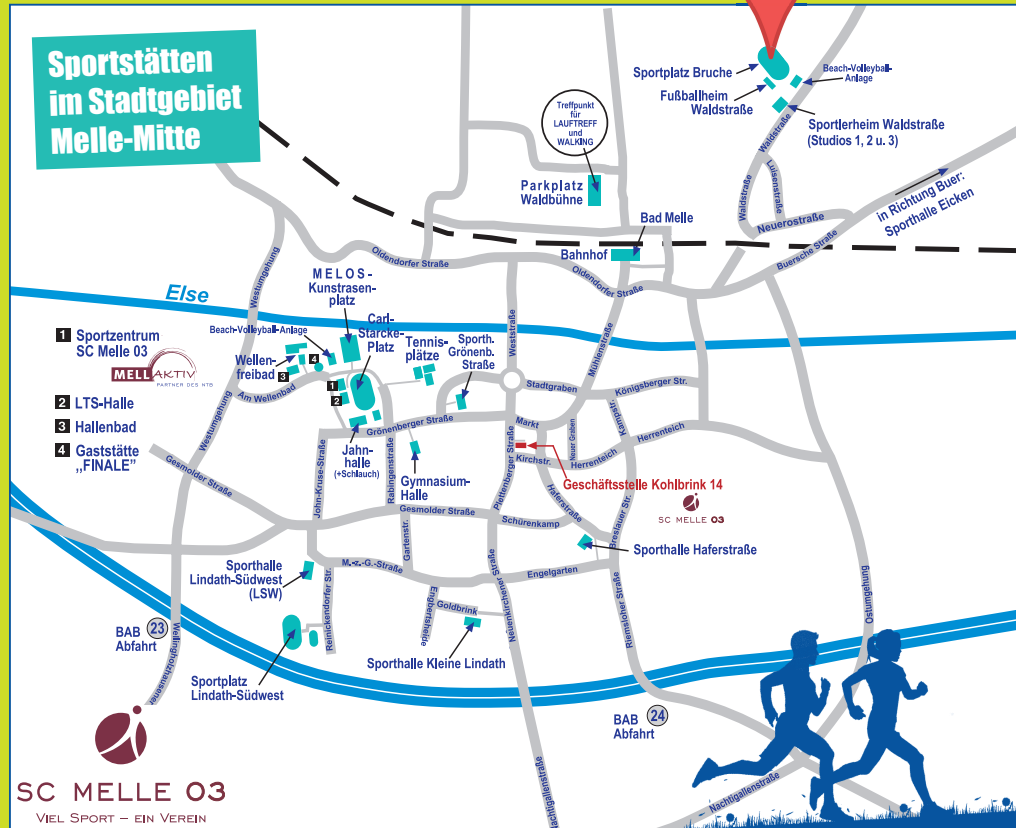 Sportstätten
im Stadtgebiet
Melle-Mitte
Treffpunkt
für
LAUFTREFF
und
WALKING
Parkplatz
Waldbühne
Sportplatz Bruche
Beach-Volleyball-
Anlage
Fußballheim
Waldstraße
Sportlerheim Waldstraße
(Studios 1, 2 u. 3)
Waldstraße
Waldstraße
Luisenstraße
Neuerostraße
in Richtung Buer:
Sporthalle Eicken
Buersche Straße
Bad Melle
Bahnhof
Oldendorfer Straße
Oldendorfer Straße
Westumgehung
Westumgehung
Else
MELOS-
Kunstrasen-
platz
Carl-
Starcke-
Platz
Beach-Volleyball-Anlage
Wellen-
freibad
Tennis-
plätze
Sporth.
Grönenb.
Straße
Weststraße
Mühlenstraße
1 Sportzentrum
SC Melle 03
MELLAKTIV
PARTNER DES NTB
2 LTS-Halle
3 Hallenbad
4 Gaststätte
„FINALE"
4
3
1
2
Am Wellenbad
Stadtgraben
Königsberger Str.
Kampstr.
Markt
Neuer Graben
Grönenberger Straße
Herrenteich
Herrenteich
Kirchstr.
Plettenberger Straße
Jahn-
halle
(+Schlauch)
Gymnasium-
Halle
John-Kruse-Straße
Rabingenstraße
Gesmolder Straße
Gesmolder Straße
Geschäftsstelle Kohlbrink 14
SC MELLE 03
Haferstraße
Schürenkamp
Breslauer Str.
Gartenstr.
Sporthalle Haferstraße
Sporthalle
Lindath-Südwest
(LSW)
M.-z.-G.-Straße
Engelgarten
Reinickendorfer Str.
Engbertsheide
Goldbrink
Neuenkirchener Straße
Riemsloher Straße
Ostumgehung
BAB 23
Abfahrt
Wellingholzhausener
Sporthalle Kleine Lindath
Sportplatz
Lindath-Südwest
BAB 24
Abfahrt
Nachtigallenstraße
Nachtigallenstraße
SC MELLE 03
VIEL SPORT – EIN VEREIN